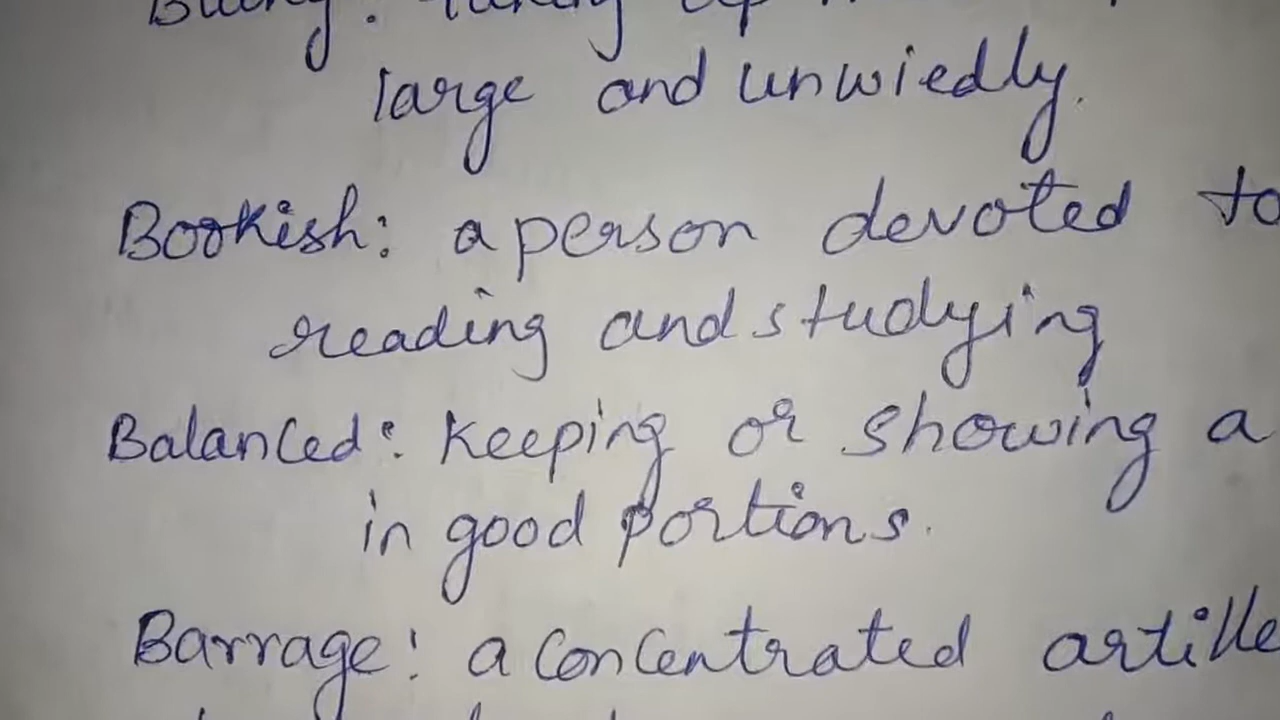 large and unwiedly.
Bookish: a person devoted to
reading and studying
Balanced: Keeping or showing a
in good portions.
Barrage: a concentrated artille